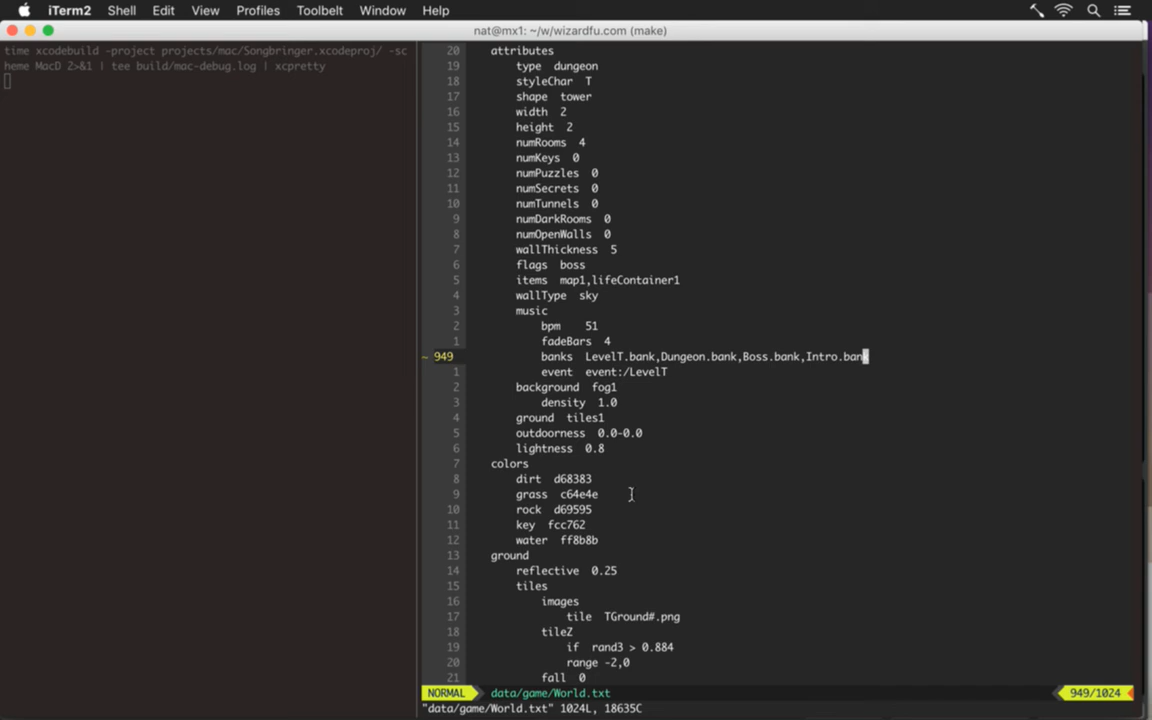 iTerm2 Shell Edit View Profiles Toolbelt Window Help
nat@mx1: ~/w/wizardfu.com (make)
time xcodebuild -project projects/mac/Songbringer.xcodeproj/ -sc
heme MacD 2>&1 | tee build/mac-debug.log | xcpretty
20 attributes
19 type dungeon
18 styleChar T
17 shape tower
16 width 2
15 height 2
14 numRooms 4
13 numKeys 0
12 numPuzzles 0
11 numSecrets 0
10 numTunnels 0
9 numDarkRooms 0
8 numOpenWalls 0
7 wallThickness 5
6 flags boss
5 items map1,lifeContainer1
4 wallType sky
3 music
2 bpm 51
1 fadeBars 4
~ 949 banks LevelT.bank,Dungeon.bank,Boss.bank,Intro.bank
1 event event:/LevelT
2 background fog1
3 density 1.0
4 ground tiles1
5 outdoorness 0.0-0.0
6 lightness 0.8
7 colors
8 dirt d68383
9 grass c64e4e
10 rock d69595
11 key fcc762
12 water ff8b8b
13 ground
14 reflective 0.25
15 tiles
16 images
17 tile TGround#.png
18 tileZ
19 if rand3 > 0.884
20 range -2,0
21 fall 0
NORMAL data/game/World.txt 949/1024
"data/game/World.txt" 1024L, 18635C